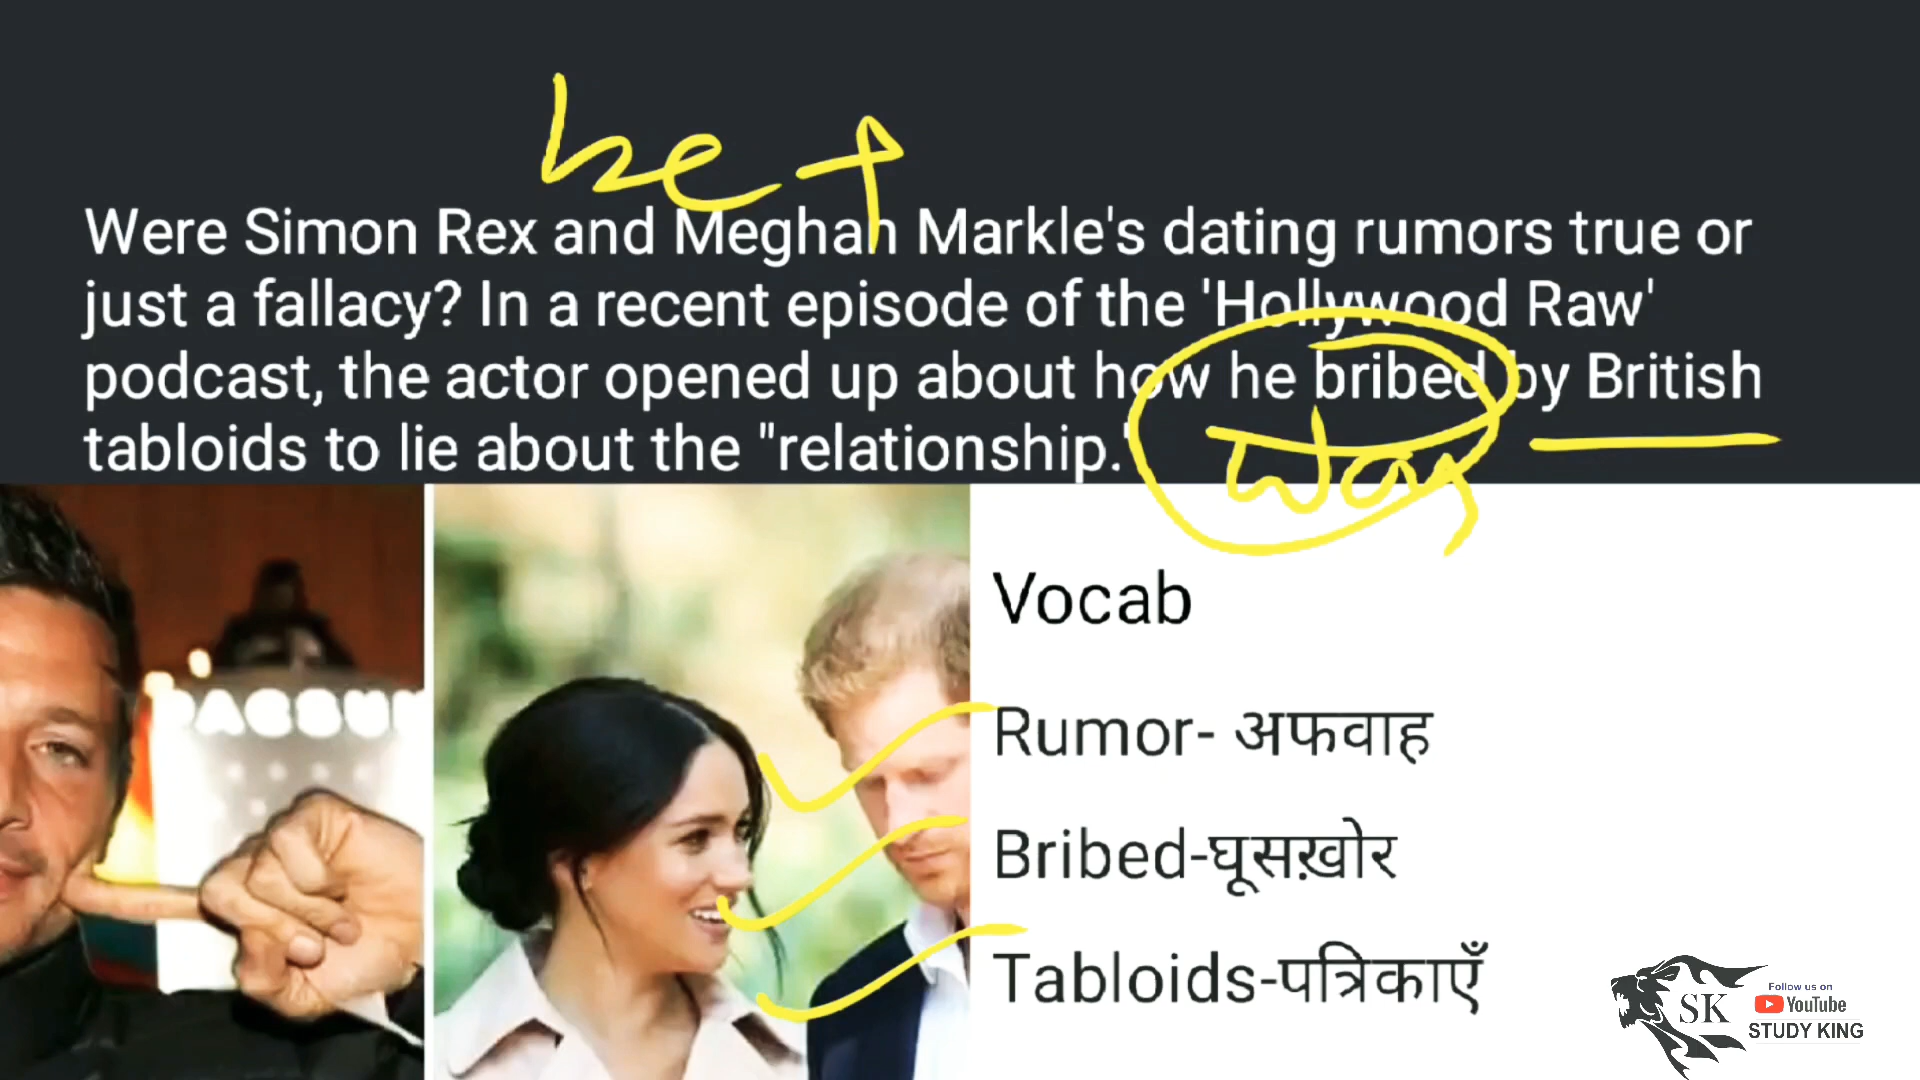 he +
Were Simon Rex and Meghan Markle's dating rumors true or
just a fallacy? In a recent episode of the 'Hollywood Raw'
podcast, the actor opened up about how he bribed by British
tabloids to lie about the "relationship."
was
PACSUN
Vocab
Rumor- अफवाह
Bribed-घूसख़ोर
Tabloids-पत्रिकाएँ
SK
Follow us on
YouTube
STUDY KING